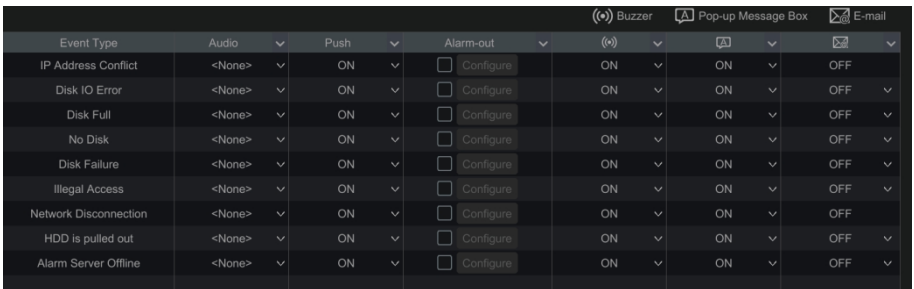 Buzzer Pop-up Message Box E-mail
Event Type Audio Push Alarm-out
IP Address Conflict <None> ON Configure ON ON OFF
Disk IO Error <None> ON Configure ON ON OFF
Disk Full <None> ON Configure ON ON OFF
No Disk <None> ON Configure ON ON OFF
Disk Failure <None> ON Configure ON ON OFF
Illegal Access <None> ON Configure ON ON OFF
Network Disconnection <None> ON Configure ON ON OFF
HDD is pulled out <None> ON Configure ON ON OFF
Alarm Server Offline <None> ON Configure ON ON OFF